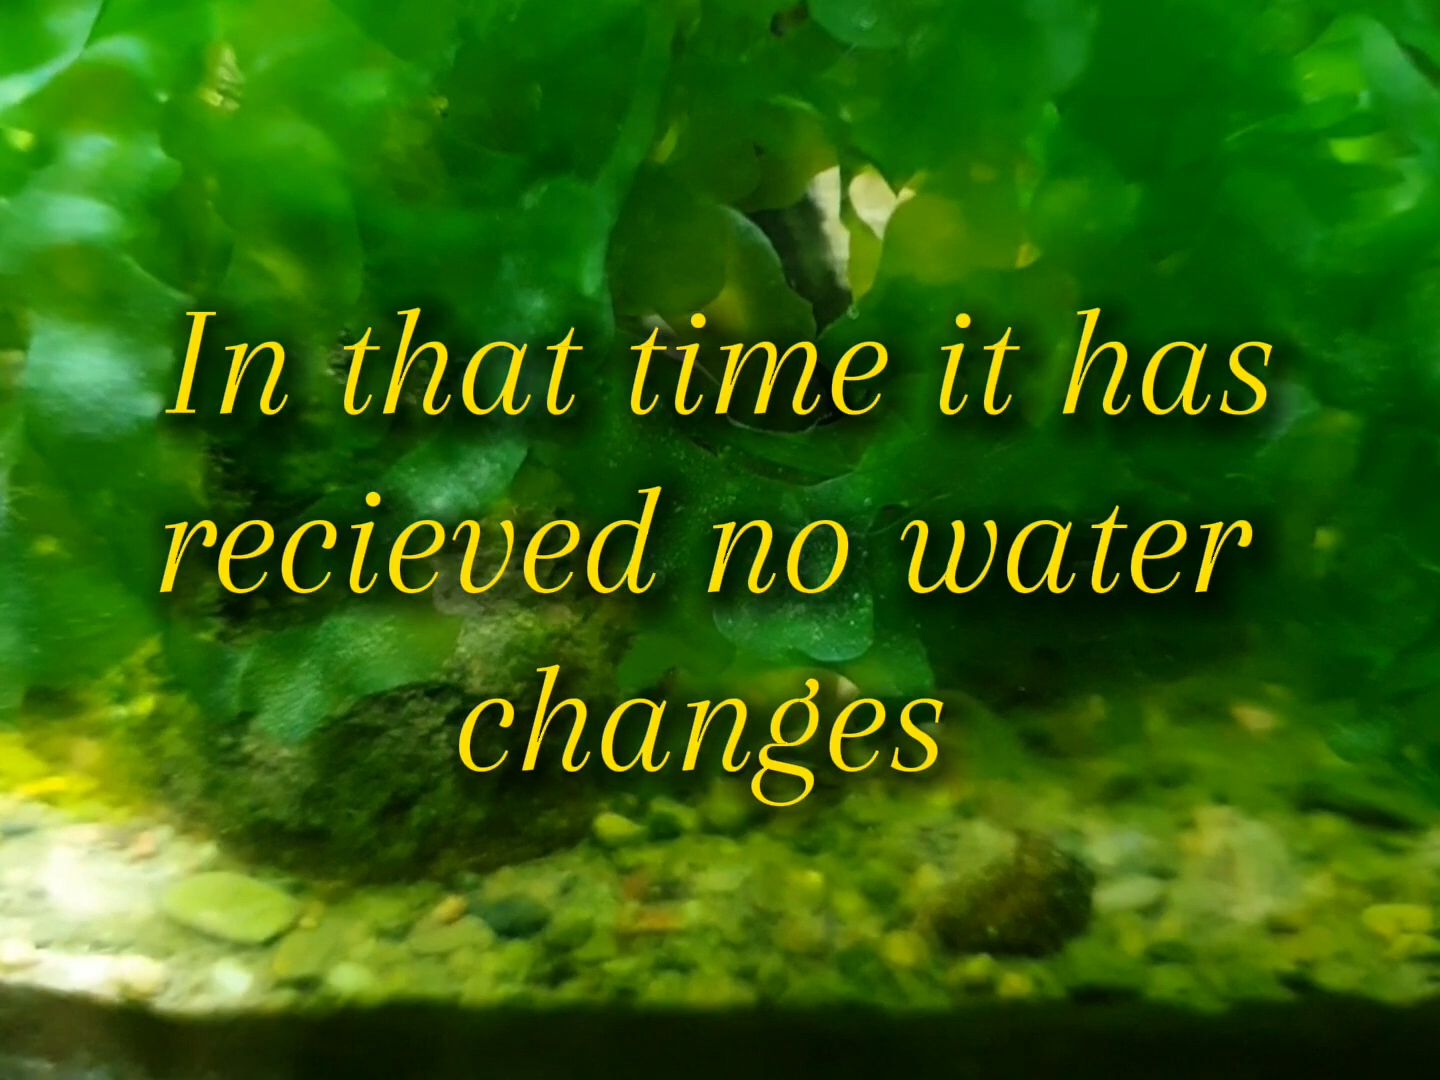 In that time it has
recieved no water
changes